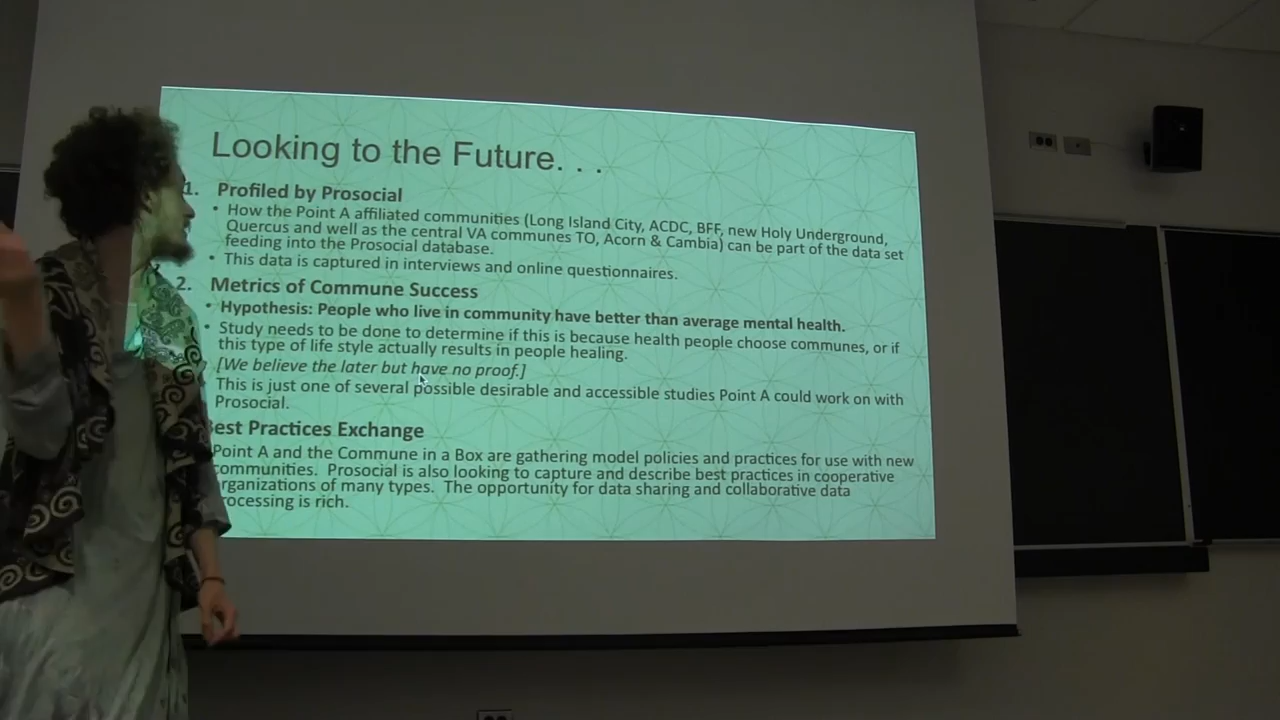 Looking to the Future. . .
1. Profiled by Prosocial
• How the Point A affiliated communities (Long Island City, ACDC, BFF, new Holy Underground,
Quercus and well as the central VA communes TO, Acorn & Cambia) can be part of the data set
feeding into the Prosocial database.
• This data is captured in interviews and online questionnaires.
2. Metrics of Commune Success
• Hypothesis: People who live in community have better than average mental health.
• Study needs to be done to determine if this is because health people choose communes, or if
this type of life style actually results in people healing.
[We believe the later but have no proof.]
This is just one of several possible desirable and accessible studies Point A could work on with
Prosocial.
Best Practices Exchange
Point A and the Commune in a Box are gathering model policies and practices for use with new
communities. Prosocial is also looking to capture and describe best practices in cooperative
organizations of many types. The opportunity for data sharing and collaborative data
processing is rich.